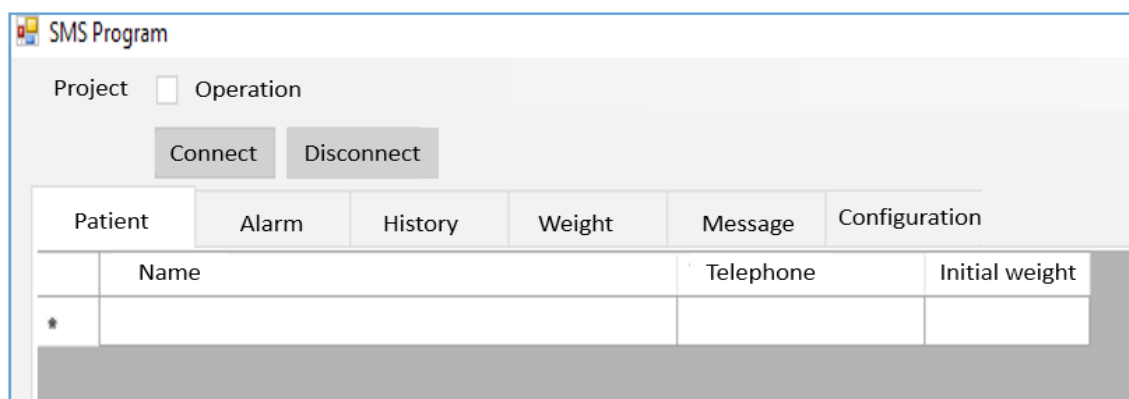 SMS Program
Project Operation
Connect Disconnect
Patient Alarm History Weight Message Configuration
Name Telephone Initial weight
*